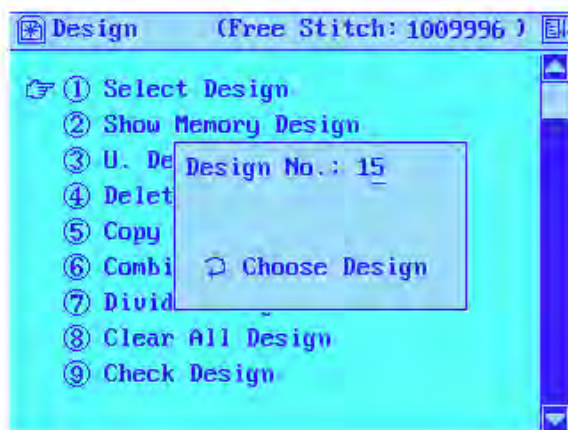 Design (Free Stitch: 1009996 )
① Select Design
② Show Memory Design
③ U. De
④ Delet
⑤ Copy
⑥ Combi
⑦ Divid
⑧ Clear All Design
⑨ Check Design
Design No.: 15
Choose Design